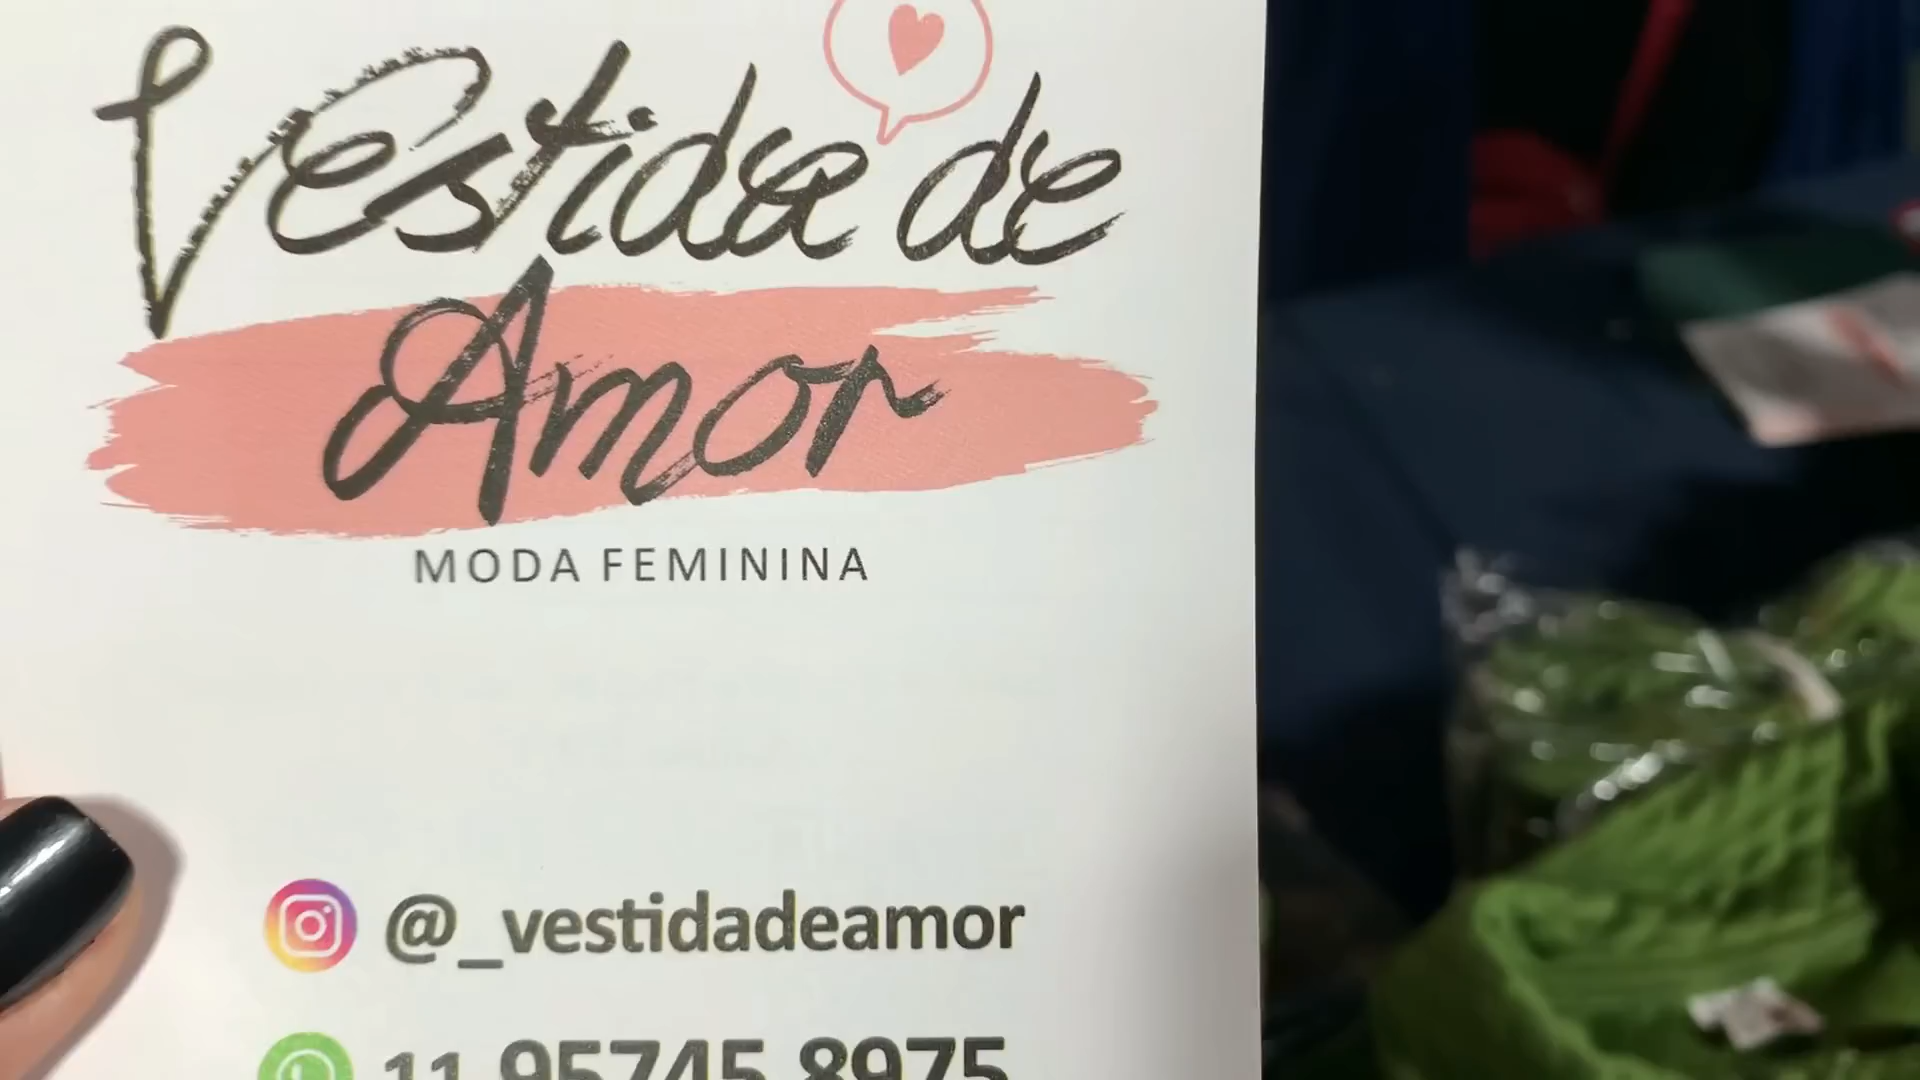 Vestida de
Amor
MODA FEMININA
@_vestidadeamor
11 95745 8975